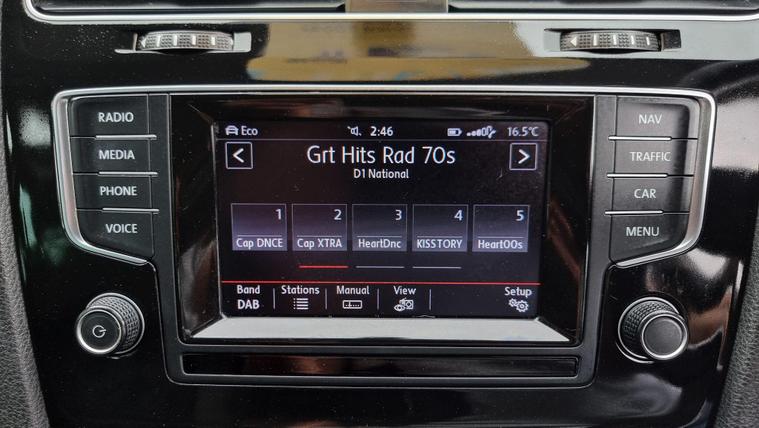 RADIO
MEDIA
PHONE
VOICE
Eco
2:46
16.5°C
< Grt Hits Rad 70s >
D1 National
1 2 3 4 5
Cap DNCE Cap XTRA HeartDnc KISSTORY Heart00s
Band Stations Manual View Setup
DAB
NAV
TRAFFIC
CAR
MENU